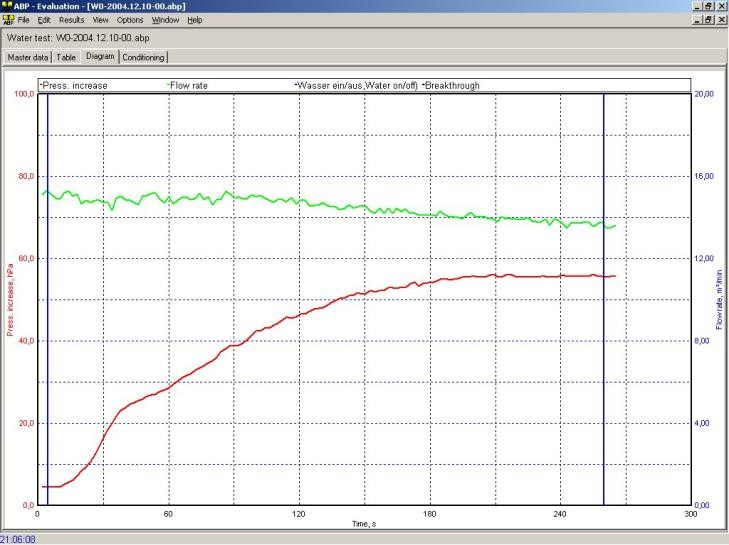 ABP - Evaluation - [W0-2004.12.10-00.abp]
ABP File Edit Results View Options Window Help
Water test: W0-2004.12.10-00.abp
Master data Table Diagram Conditioning
Press. increase Flow rate Wasser ein/aus,Water on/off) Breakthrough
100,0 20,00
80,0 16,00
60,0 12,00
40,0 8,00
20,0 4,00
0,0 0,00
Press. increase, hPa
Flowrate, m³/min
0 60 120 180 240 300
Time, s
21:06:08